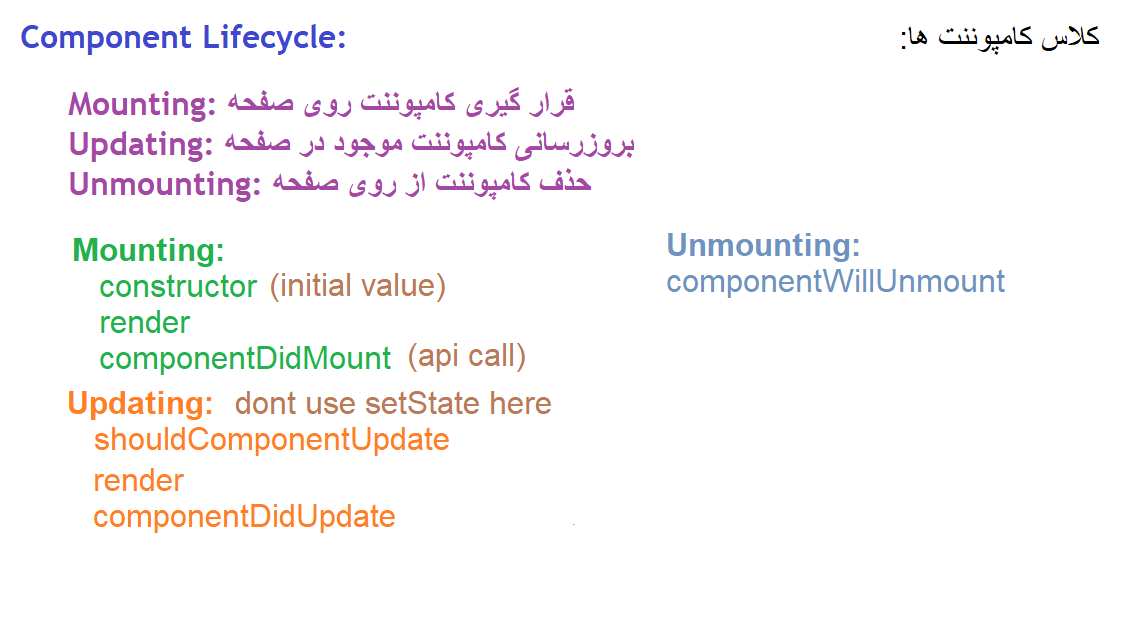 Component Lifecycle:
کلاس کامپوننت ها:
Mounting: قرار گیری کامپوننت روی صفحه
Updating: بروزرسانی کامپوننت موجود در صفحه
Unmounting: حذف کامپوننت از روی صفحه
Mounting:
constructor (initial value)
render
componentDidMount (api call)
Updating: dont use setState here
shouldComponentUpdate
render
componentDidUpdate
Unmounting:
componentWillUnmount